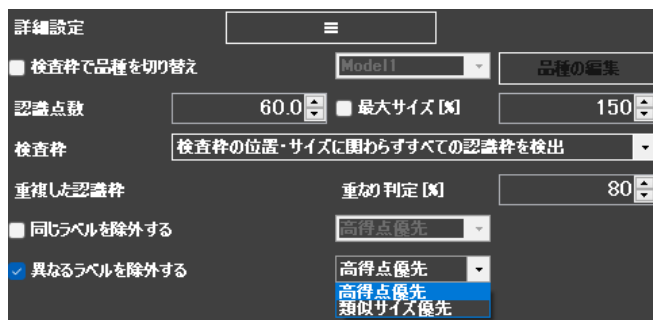 詳細設定 ≡
検査枠で品種を切り替え Model1 品種の編集
認識点数 60.0 最大サイズ [%] 150
検査枠 検査枠の位置・サイズに関わらずすべての認識枠を検出
重複した認識枠 重なり判定 [%] 80
同じラベルを除外する 高得点優先
異なるラベルを除外する 高得点優先
高得点優先
類似サイズ優先